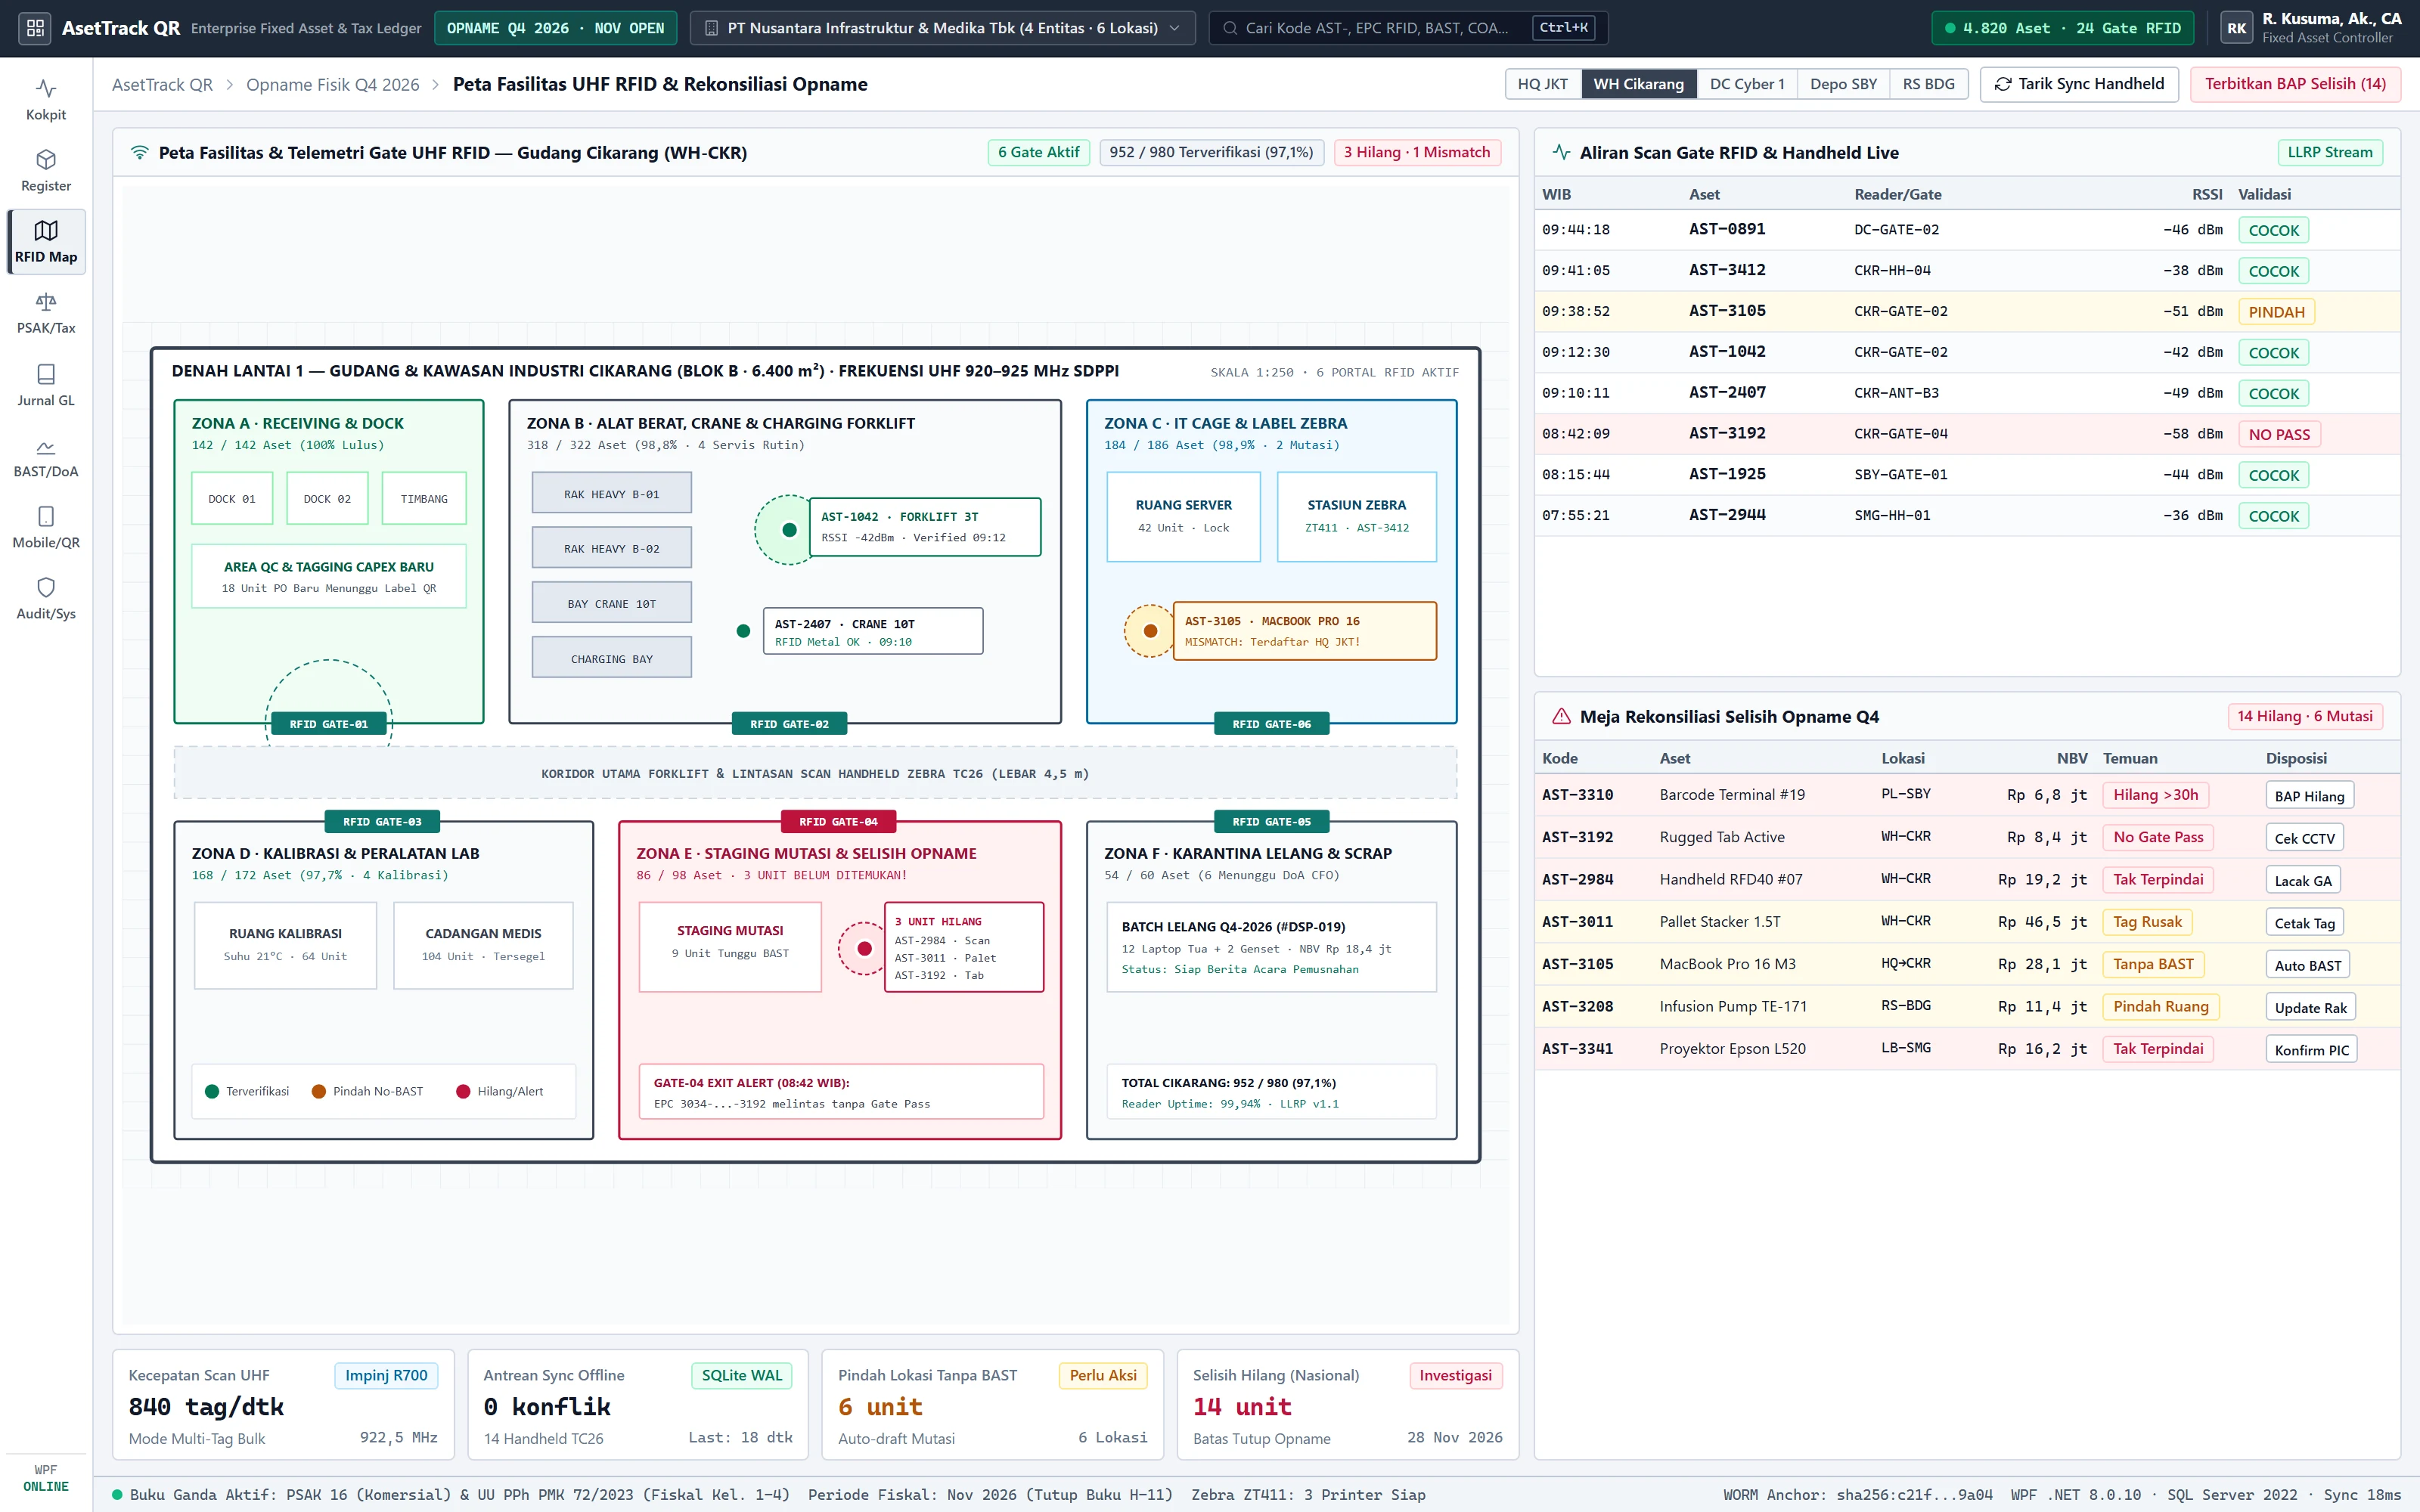 AsetTrack QR Enterprise Fixed Asset & Tax Ledger OPNAME Q4 2026 · NOV OPEN PT Nusantara Infrastruktur & Medika Tbk (4 Entitas · 6 Lokasi) Cari Kode AST-, EPC RFID, BAST, COA... Ctrl+K 4.820 Aset · 24 Gate RFID RK R. Kusuma, Ak., CA
Fixed Asset Controller
Kokpit
Register
RFID Map
PSAK/Tax
Jurnal GL
BAST/DoA
Mobile/QR
Audit/Sys
WPF
ONLINE
AsetTrack QR > Opname Fisik Q4 2026 > Peta Fasilitas UHF RFID & Rekonsiliasi Opname HQ JKT WH Cikarang DC Cyber 1 Depo SBY RS BDG Tarik Sync Handheld Terbitkan BAP Selisih (14)
Peta Fasilitas & Telemetri Gate UHF RFID — Gudang Cikarang (WH-CKR) 6 Gate Aktif 952 / 980 Terverifikasi (97,1%) 3 Hilang · 1 Mismatch
DENAH LANTAI 1 — GUDANG & KAWASAN INDUSTRI CIKARANG (BLOK B · 6.400 m²) · FREKUENSI UHF 920–925 MHz SDPPI SKALA 1:250 · 6 PORTAL RFID AKTIF
ZONA A · RECEIVING & DOCK
142 / 142 Aset (100% Lulus)
DOCK 01 DOCK 02 TIMBANG
AREA QC & TAGGING CAPEX BARU
18 Unit PO Baru Menunggu Label QR
RFID GATE-01
ZONA B · ALAT BERAT, CRANE & CHARGING FORKLIFT
318 / 322 Aset (98,8% · 4 Servis Rutin)
RAK HEAVY B-01
RAK HEAVY B-02
BAY CRANE 10T
CHARGING BAY
AST-1042 · FORKLIFT 3T
RSSI -42dBm · Verified 09:12
AST-2407 · CRANE 10T
RFID Metal OK · 09:10
RFID GATE-02
ZONA C · IT CAGE & LABEL ZEBRA
184 / 186 Aset (98,9% · 2 Mutasi)
RUANG SERVER
42 Unit · Lock
STASIUN ZEBRA
ZT411 · AST-3412
AST-3105 · MACBOOK PRO 16
MISMATCH: Terdaftar HQ JKT!
RFID GATE-06
KORIDOR UTAMA FORKLIFT & LINTASAN SCAN HANDHELD ZEBRA TC26 (LEBAR 4,5 m)
RFID GATE-03
ZONA D · KALIBRASI & PERALATAN LAB
168 / 172 Aset (97,7% · 4 Kalibrasi)
RUANG KALIBRASI
Suhu 21°C · 64 Unit
CADANGAN MEDIS
104 Unit · Tersegel
Terverifikasi Pindah No-BAST Hilang/Alert
RFID GATE-04
ZONA E · STAGING MUTASI & SELISIH OPNAME
86 / 98 Aset · 3 UNIT BELUM DITEMUKAN!
STAGING MUTASI
9 Unit Tunggu BAST
3 UNIT HILANG
AST-2984 · Scan
AST-3011 · Palet
AST-3192 · Tab
GATE-04 EXIT ALERT (08:42 WIB):
EPC 3034-...-3192 melintas tanpa Gate Pass
RFID GATE-05
ZONA F · KARANTINA LELANG & SCRAP
54 / 60 Aset (6 Menunggu DoA CFO)
BATCH LELANG Q4-2026 (#DSP-019)
12 Laptop Tua + 2 Genset · NBV Rp 18,4 jt
Status: Siap Berita Acara Pemusnahan
TOTAL CIKARANG: 952 / 980 (97,1%)
Reader Uptime: 99,94% · LLRP v1.1
Kecepatan Scan UHF Impinj R700
840 tag/dtk
Mode Multi-Tag Bulk 922,5 MHz
Antrean Sync Offline SQLite WAL
0 konflik
14 Handheld TC26 Last: 18 dtk
Pindah Lokasi Tanpa BAST Perlu Aksi
6 unit
Auto-draft Mutasi 6 Lokasi
Selisih Hilang (Nasional) Investigasi
14 unit
Batas Tutup Opname 28 Nov 2026
Aliran Scan Gate RFID & Handheld Live LLRP Stream
WIB Aset Reader/Gate RSSI Validasi
09:44:18 AST-0891 DC-GATE-02 -46 dBm COCOK
09:41:05 AST-3412 CKR-HH-04 -38 dBm COCOK
09:38:52 AST-3105 CKR-GATE-02 -51 dBm PINDAH
09:12:30 AST-1042 CKR-GATE-02 -42 dBm COCOK
09:10:11 AST-2407 CKR-ANT-B3 -49 dBm COCOK
08:42:09 AST-3192 CKR-GATE-04 -58 dBm NO PASS
08:15:44 AST-1925 SBY-GATE-01 -44 dBm COCOK
07:55:21 AST-2944 SMG-HH-01 -36 dBm COCOK
Meja Rekonsiliasi Selisih Opname Q4 14 Hilang · 6 Mutasi
Kode Aset Lokasi NBV Temuan Disposisi
AST-3310 Barcode Terminal #19 PL-SBY Rp 6,8 jt Hilang >30h BAP Hilang
AST-3192 Rugged Tab Active WH-CKR Rp 8,4 jt No Gate Pass Cek CCTV
AST-2984 Handheld RFID40 #07 WH-CKR Rp 19,2 jt Tak Terpindai Lacak GA
AST-3011 Pallet Stacker 1.5T WH-CKR Rp 46,5 jt Tag Rusak Cetak Tag
AST-3105 MacBook Pro 16 M3 HQ→CKR Rp 28,1 jt Tanpa BAST Auto BAST
AST-3208 Infusion Pump TE-171 RS-BDG Rp 11,4 jt Pindah Ruang Update Rak
AST-3341 Proyektor Epson L520 LB-SMG Rp 16,2 jt Tak Terpindai Konfirm PIC
Buku Ganda Aktif: PSAK 16 (Komersial) & UU PPh PMK 72/2023 (Fiskal Kel. 1-4) Periode Fiskal: Nov 2026 (Tutup Buku H-11) Zebra ZT411: 3 Printer Siap WORM Anchor: sha256:c21f...9a04 WPF .NET 8.0.10 · SQL Server 2022 · Sync 18ms